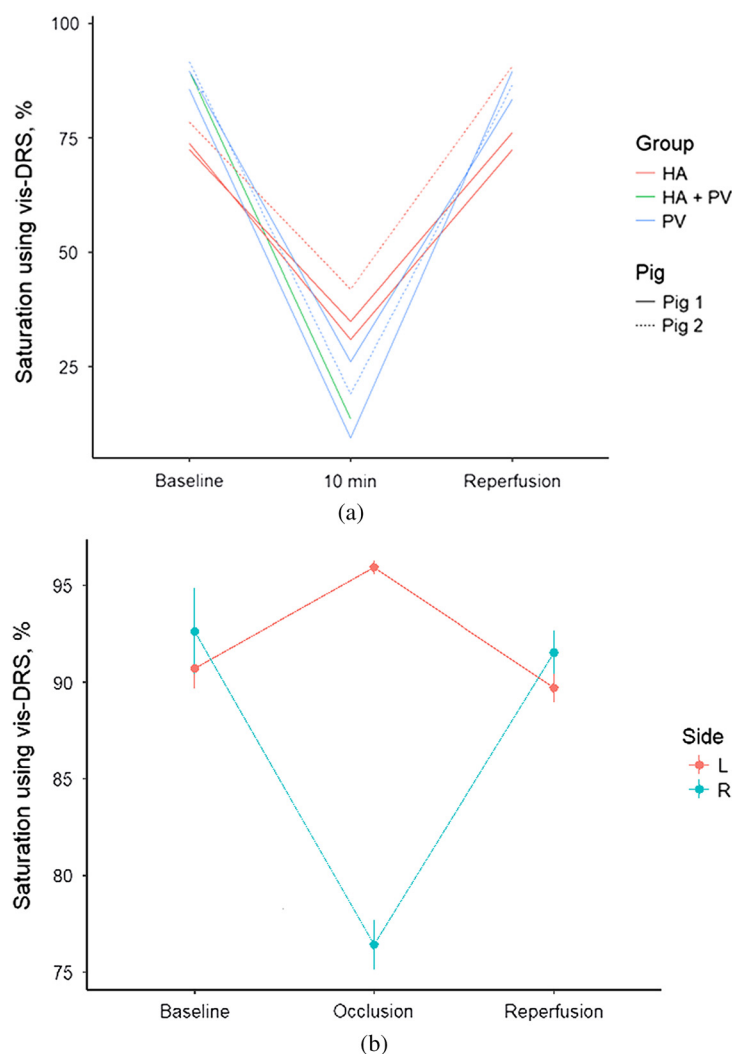 100
75
50
25
Saturation using vis-DRS, %
Baseline 10 min Reperfusion
Group
HA
HA + PV
PV
Pig
Pig 1
Pig 2
(a)
95
90
85
80
75
Saturation using vis-DRS, %
Baseline Occlusion Reperfusion
Side
L
R
(b)